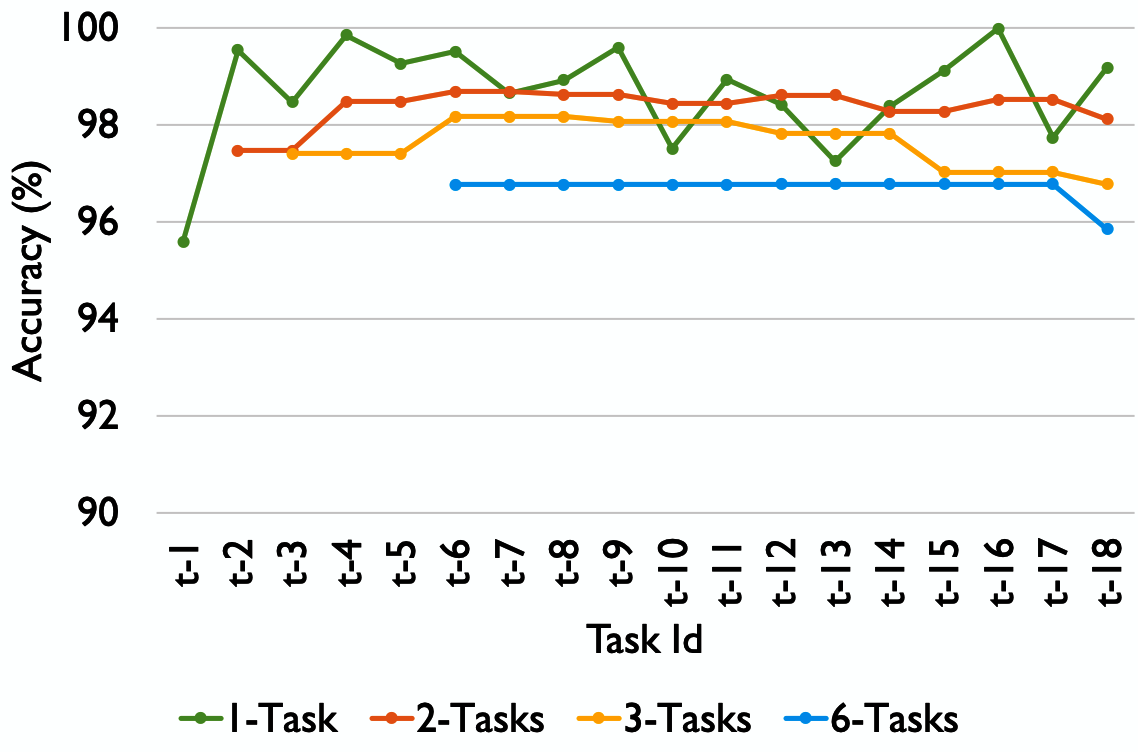 100
98
96
94
92
90
Accuracy (%)
t-1
t-2
t-3
t-4
t-5
t-6
t-7
t-8
t-9
t-10
t-11
t-12
t-13
t-14
t-15
t-16
t-17
t-18
Task Id
1-Task 2-Tasks 3-Tasks 6-Tasks